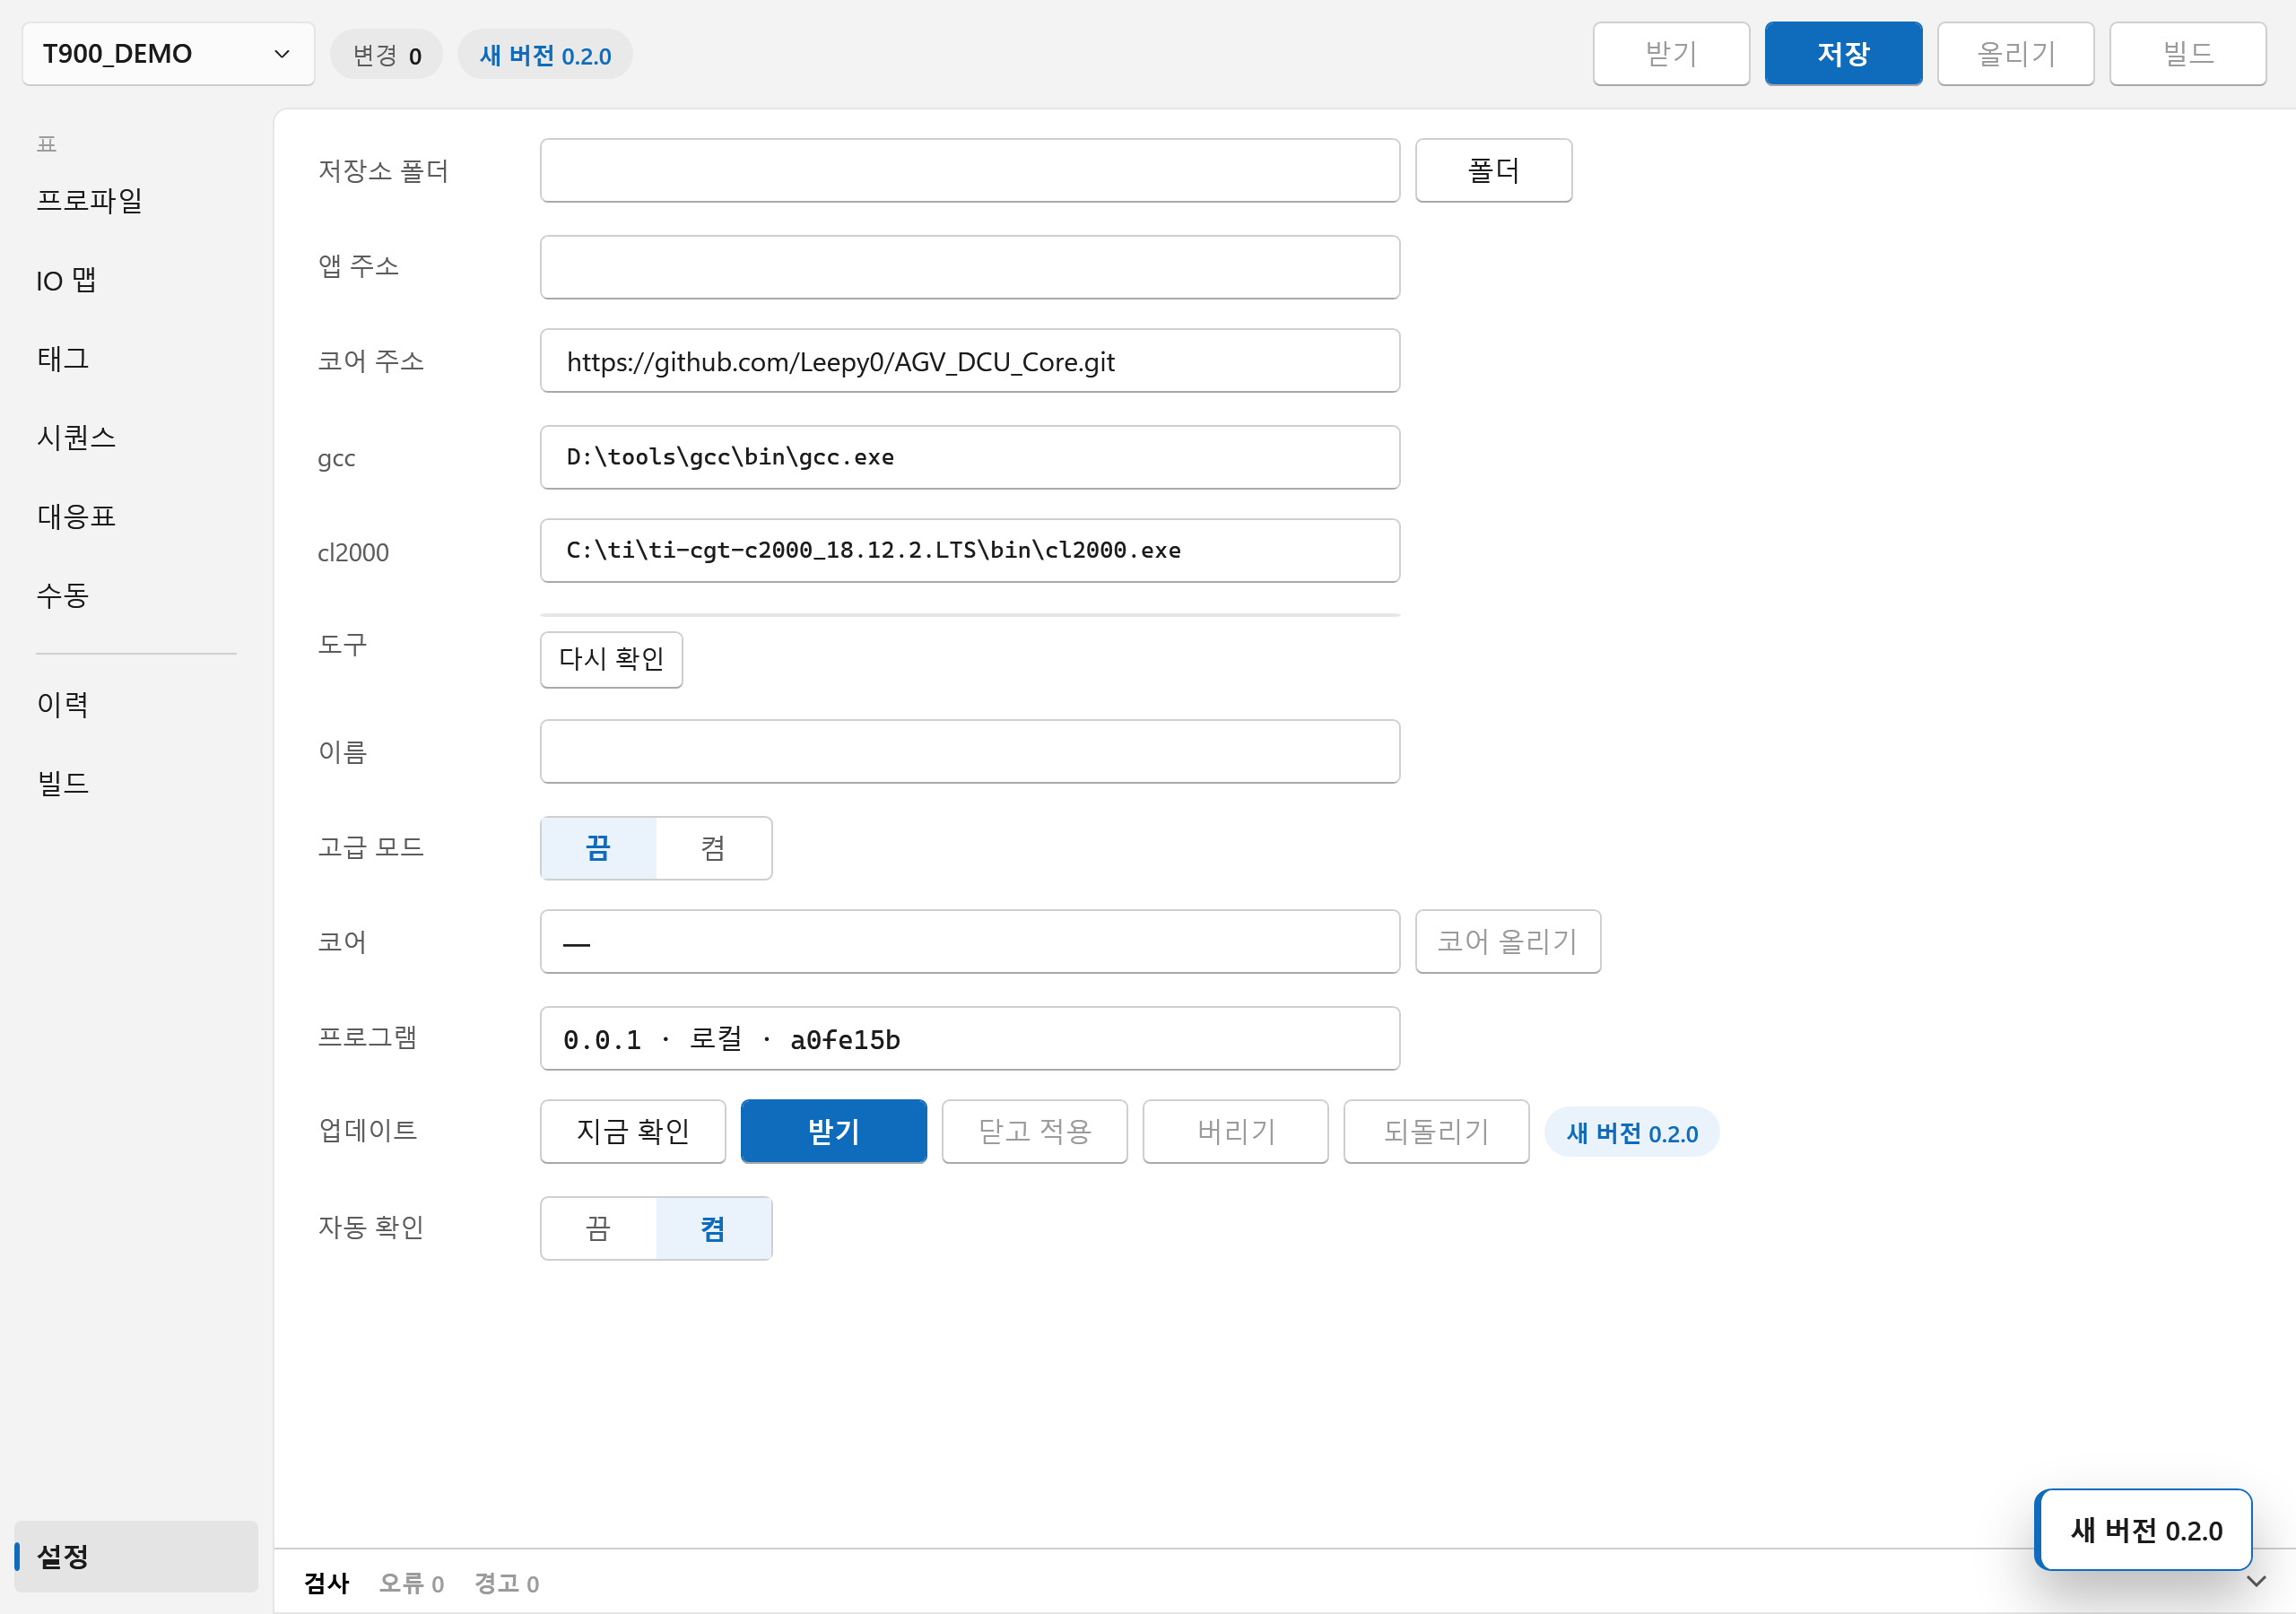 T900_DEMO 변경 0 새 버전 0.2.0 받기 저장 올리기 빌드
표
프로파일
IO 맵
태그
시퀀스
대응표
수동
이력
빌드
설정
저장소 폴더 폴더
앱 주소
코어 주소 https://github.com/Leepy0/AGV_DCU_Core.git
gcc D:\tools\gcc\bin\gcc.exe
cl2000 C:\ti\ti-cgt-c2000_18.12.2.LTS\bin\cl2000.exe
도구 다시 확인
이름
고급 모드 끔 켬
코어 — 코어 올리기
프로그램 0.0.1 · 로컬 · a0fe15b
업데이트 지금 확인 받기 닫고 적용 버리기 되돌리기 새 버전 0.2.0
자동 확인 끔 켬
새 버전 0.2.0
검사 오류 0 경고 0